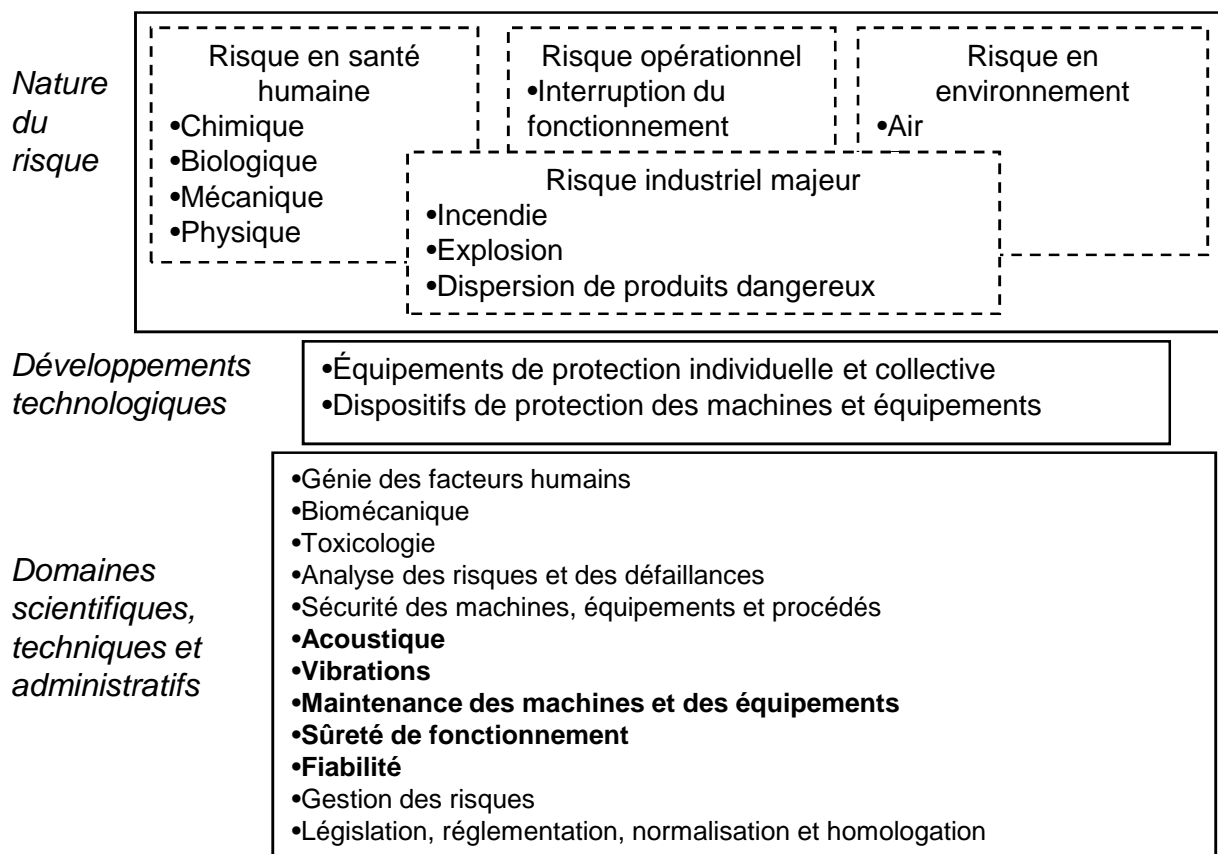 Nature
du
risque
Risque en santé
humaine
•Chimique
•Biologique
•Mécanique
•Physique
Risque opérationnel
•Interruption du
fonctionnement
Risque en
environnement
•Air
Risque industriel majeur
•Incendie
•Explosion
•Dispersion de produits dangereux
Développements
technologiques
•Équipements de protection individuelle et collective
•Dispositifs de protection des machines et équipements
Domaines
scientifiques,
techniques et
administratifs
•Génie des facteurs humains
•Biomécanique
•Toxicologie
•Analyse des risques et des défaillances
•Sécurité des machines, équipements et procédés
•Acoustique
•Vibrations
•Maintenance des machines et des équipements
•Sûreté de fonctionnement
•Fiabilité
•Gestion des risques
•Législation, réglementation, normalisation et homologation